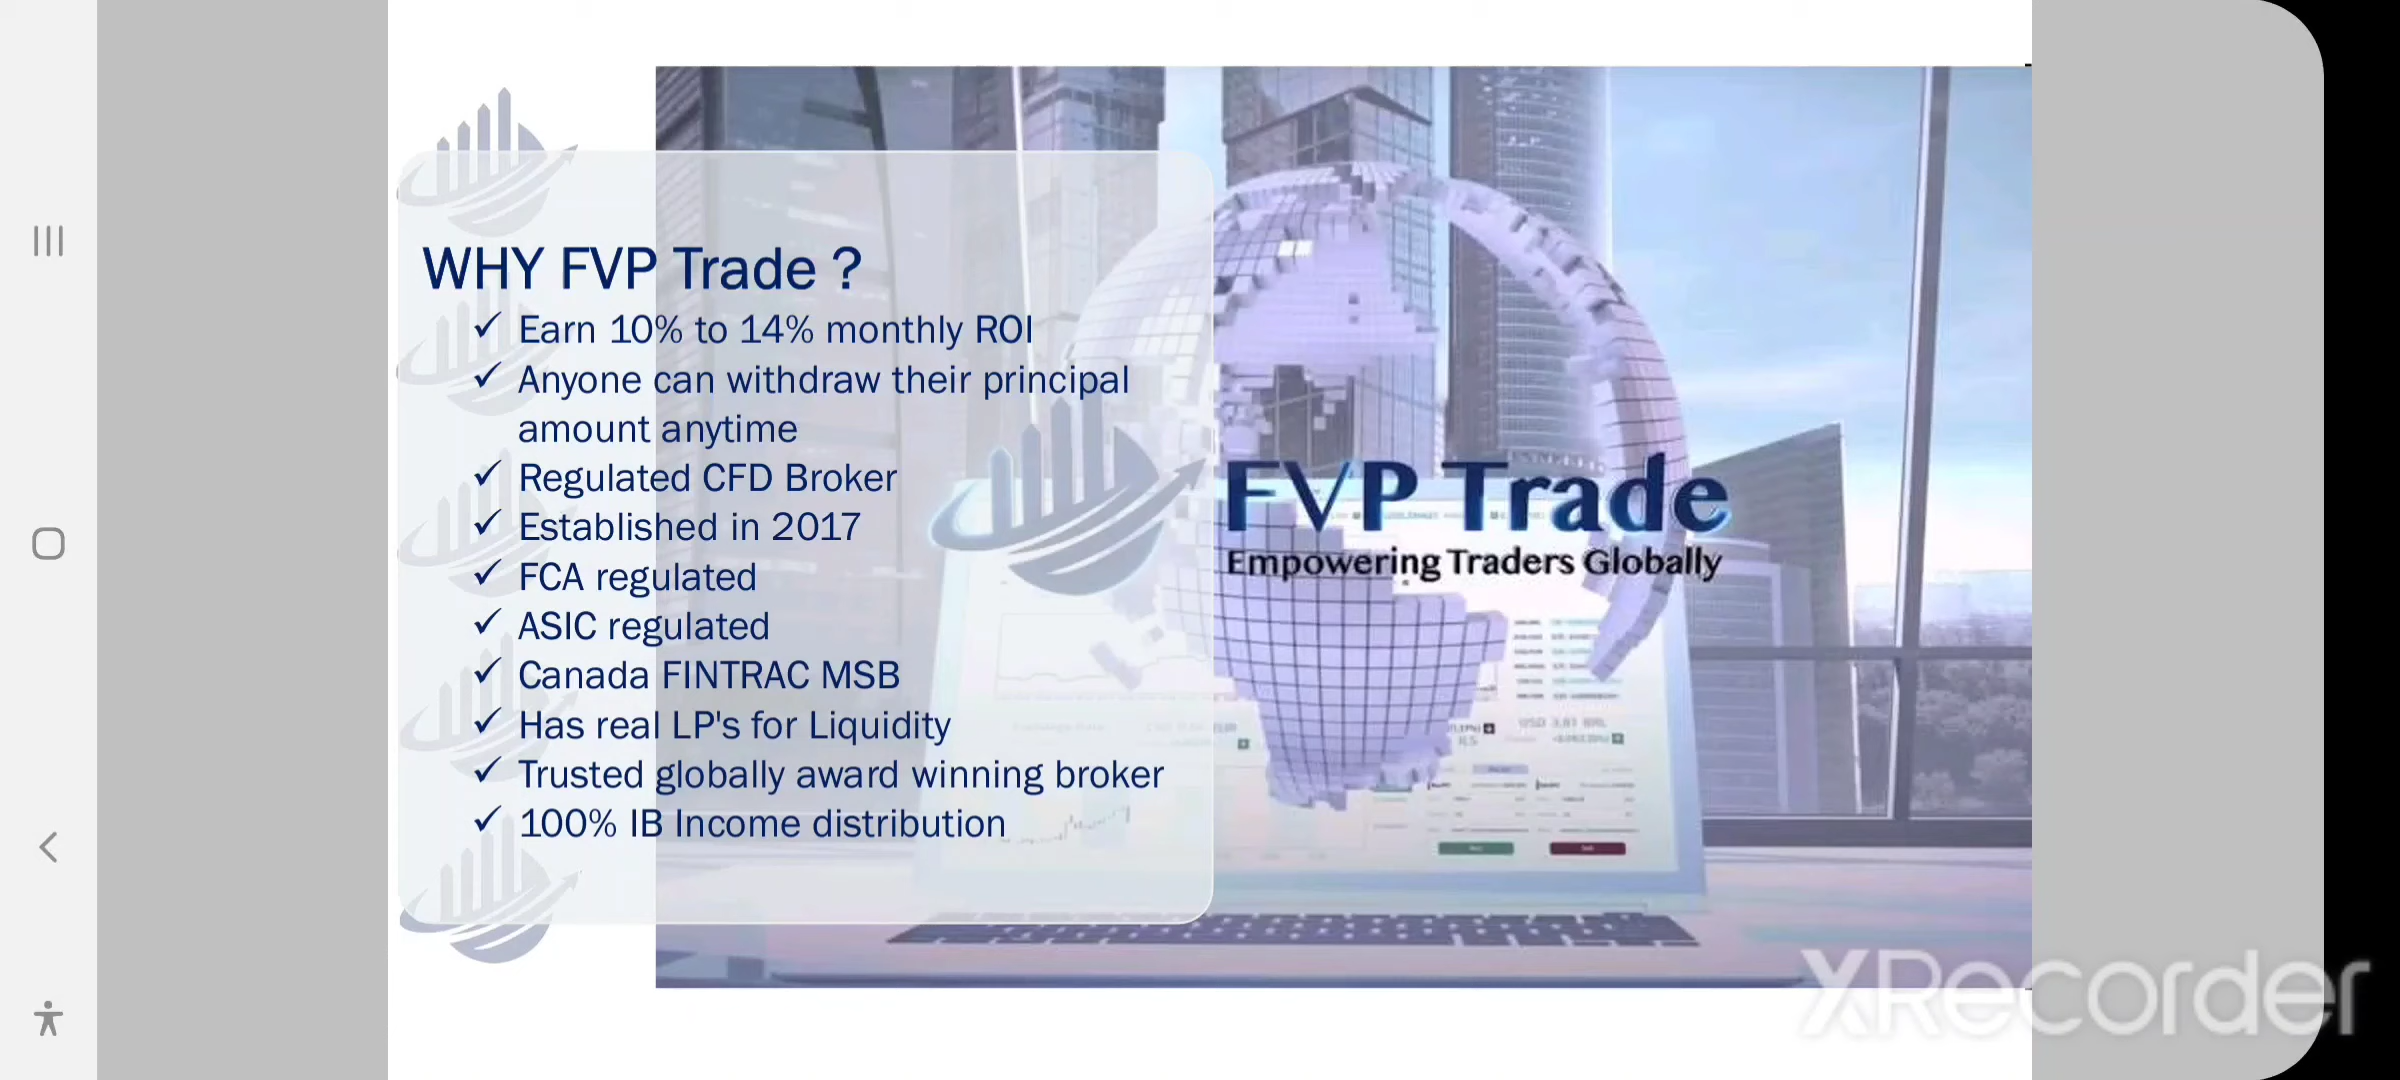 WHY FVP Trade ?
✓ Earn 10% to 14% monthly ROI
✓ Anyone can withdraw their principal
amount anytime
✓ Regulated CFD Broker
✓ Established in 2017
✓ FCA regulated
✓ ASIC regulated
✓ Canada FINTRAC MSB
✓ Has real LP's for Liquidity
✓ Trusted globally award winning broker
✓ 100% IB Income distribution
FVP Trade
Empowering Traders Globally
XRecorder